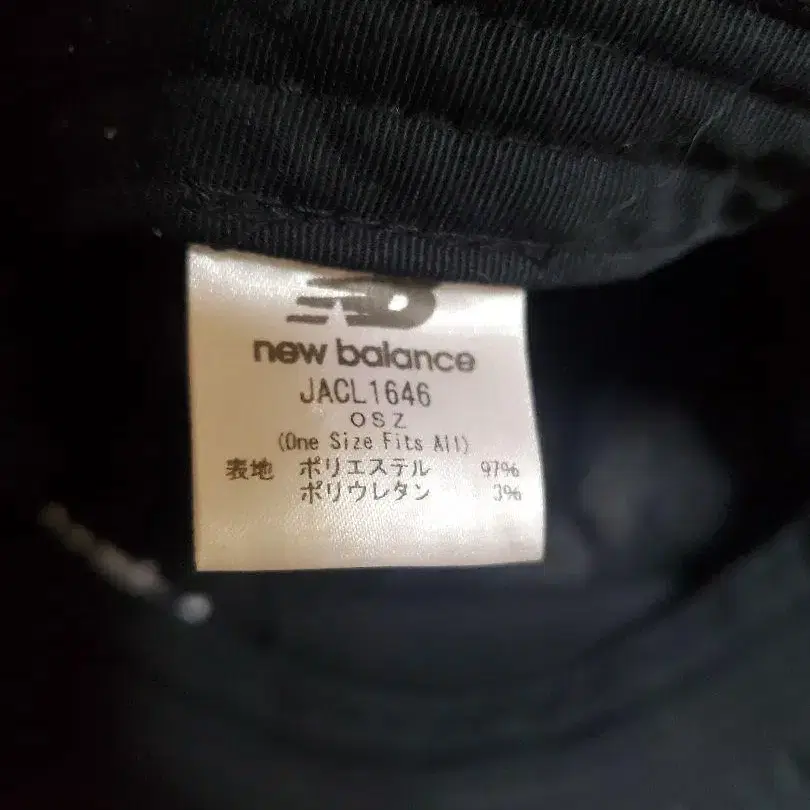 new balance
JACL1646
OSZ
(One Size Fits All)
表地 ポリエステル 97%
ポリウレタン 3%